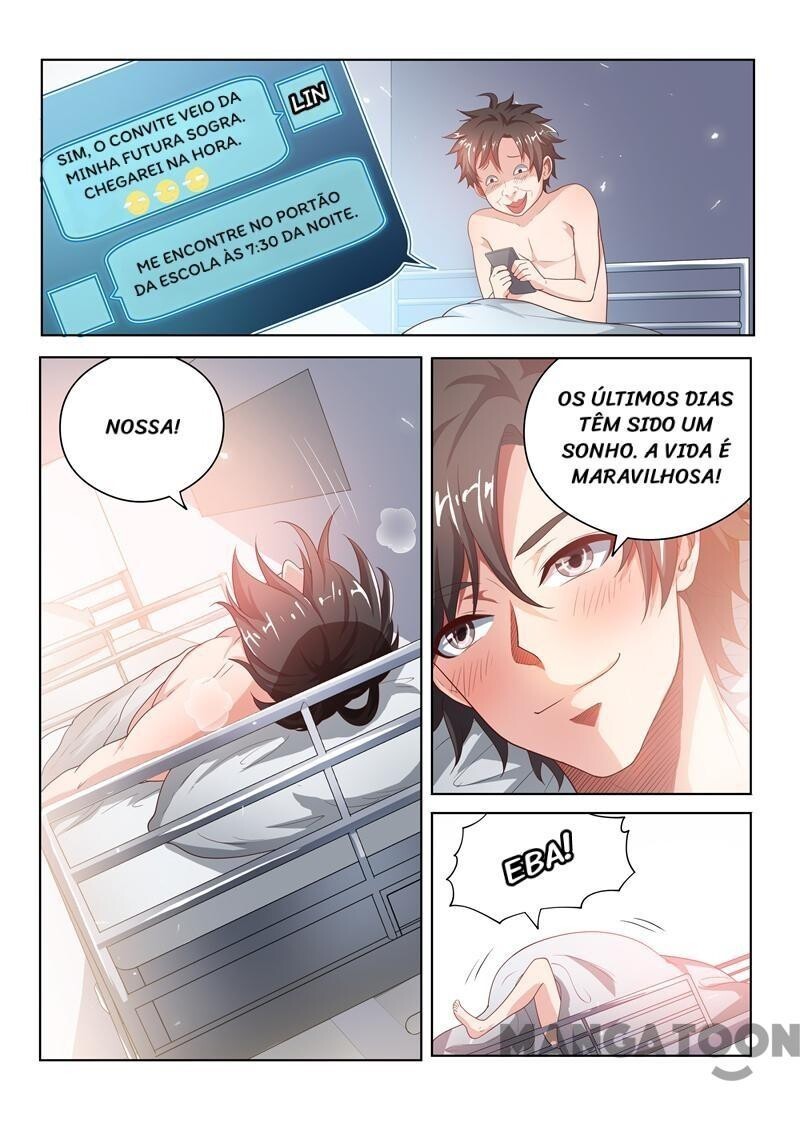 LIN
SIM, O CONVITE VEIO DA
MINHA FUTURA SOGRA.
CHEGAREI NA HORA.
ME ENCONTRE NO PORTÃO
DA ESCOLA ÀS 7:30 DA NOITE.
NOSSA!
OS ÚLTIMOS DIAS
TÊM SIDO UM
SONHO. A VIDA É
MARAVILHOSA!
EBA!
MANGATOON